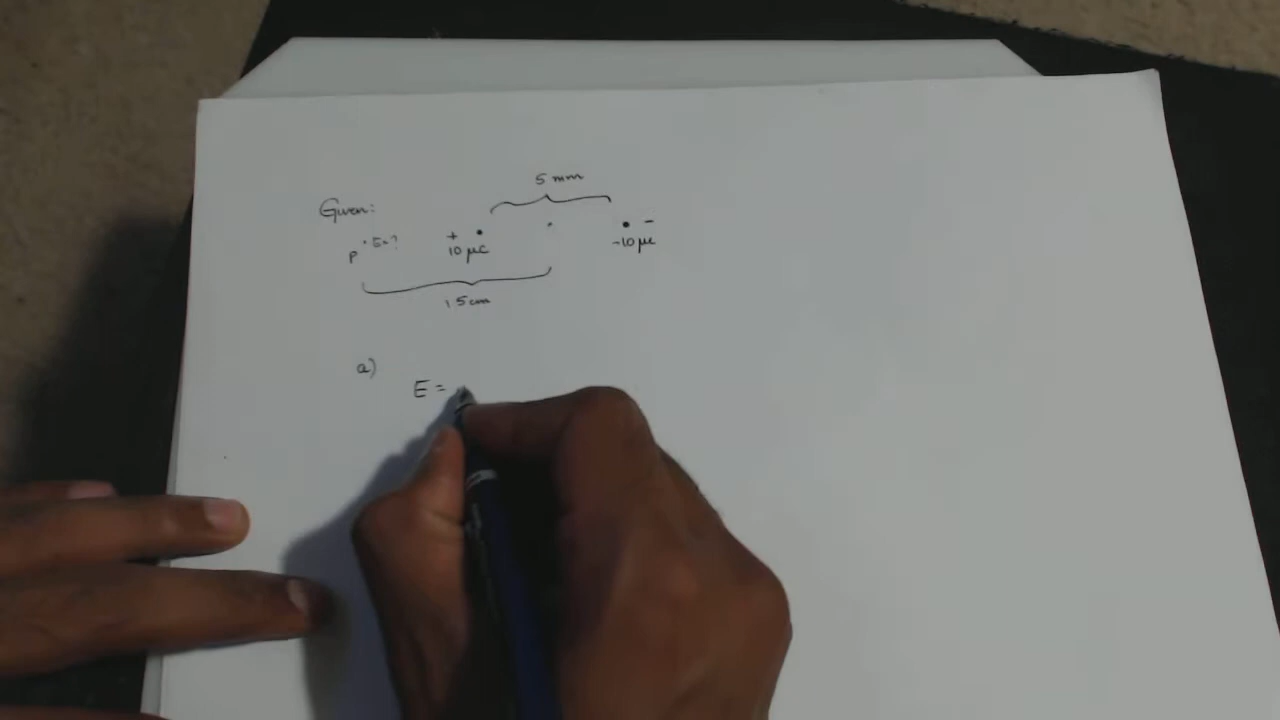 5 mm
Given:
+ • • • -
P • E=? 10 μC -10 μC
15 cm
a)
E=